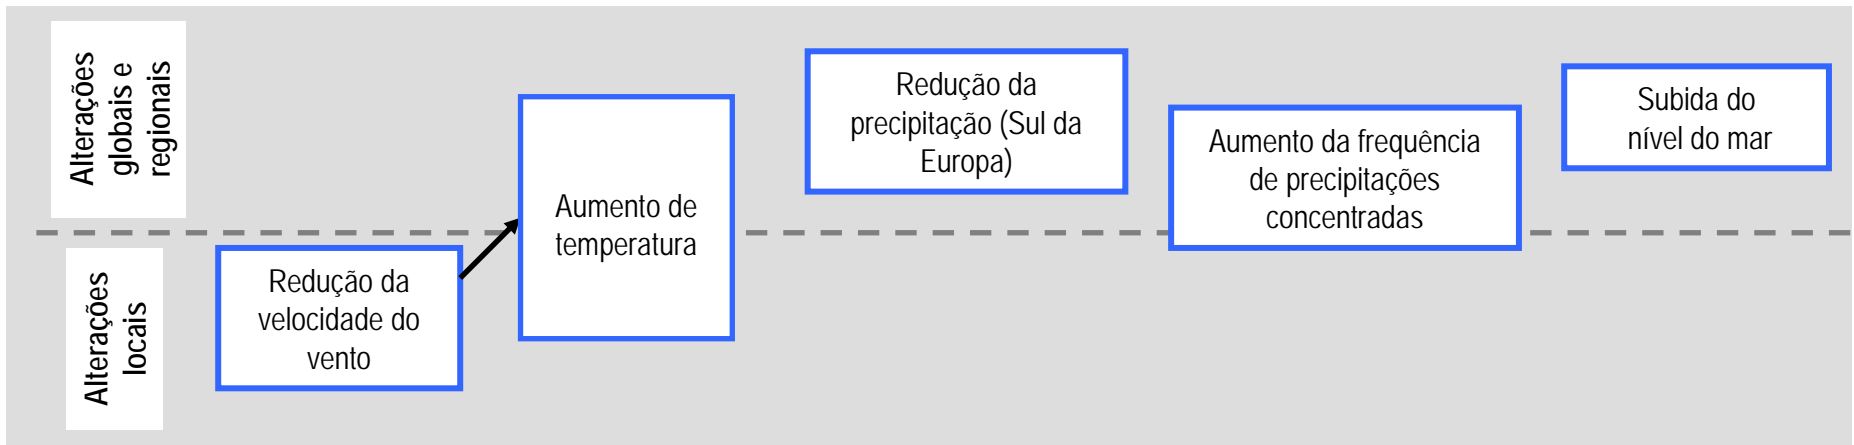 Alterações
globais e
regionais
Alterações
locais
Redução da
velocidade do
vento
Aumento de
temperatura
Redução da
precipitação (Sul da
Europa)
Aumento da frequência
de precipitações
concentradas
Subida do
nível do mar